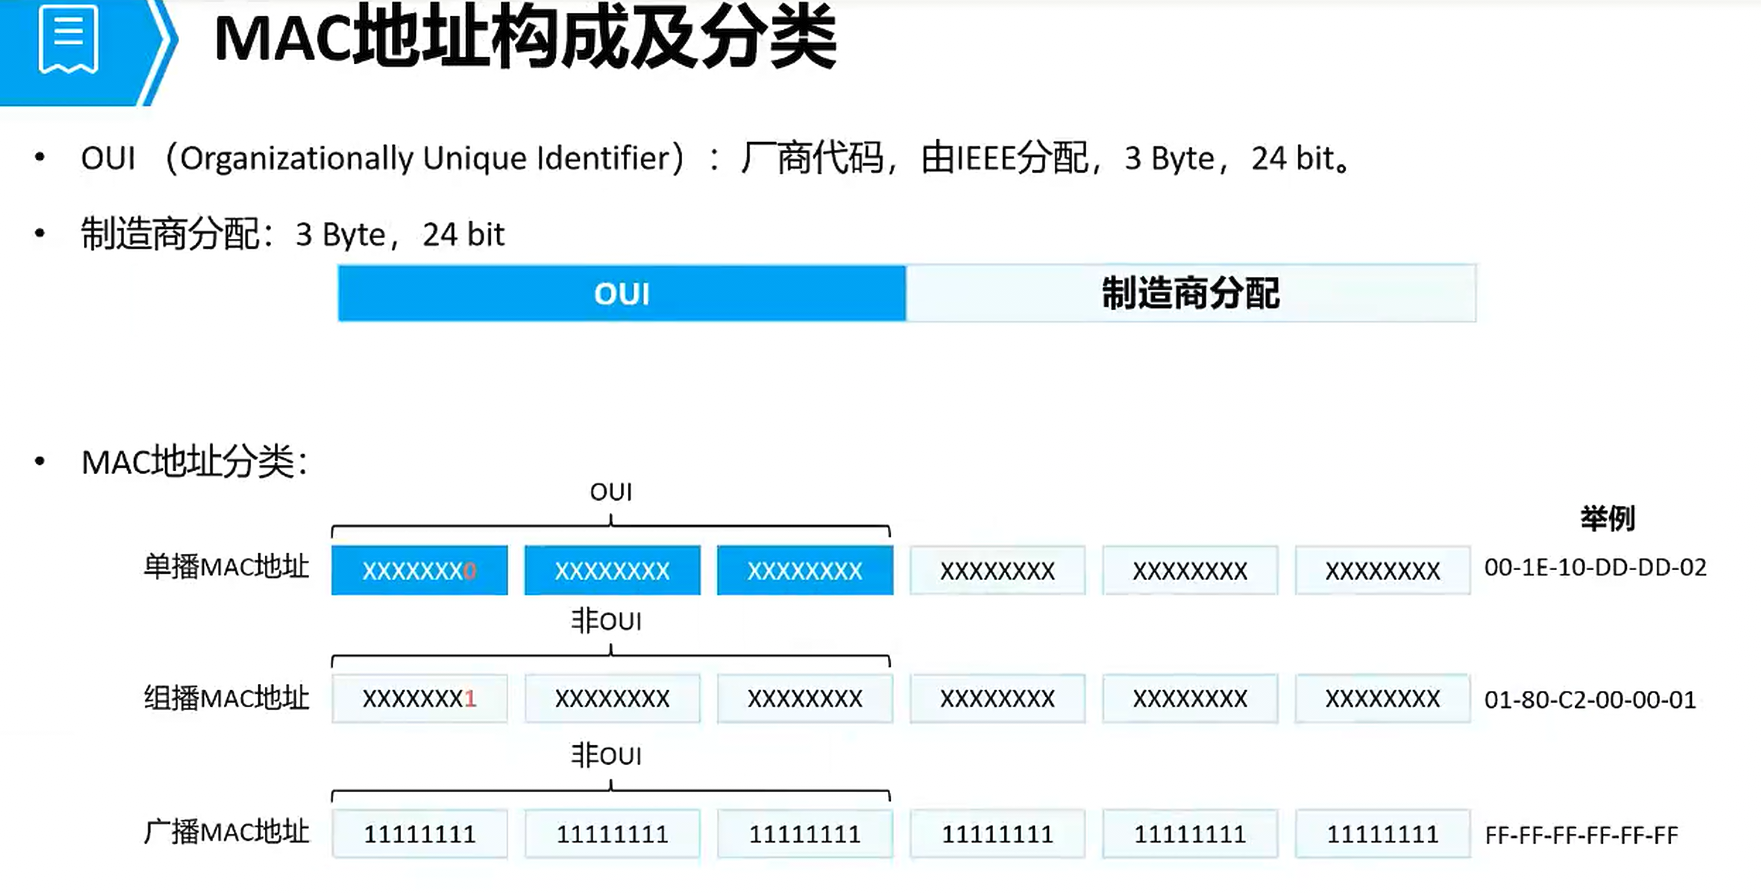 MAC地址构成及分类
• OUI （Organizationally Unique Identifier）：厂商代码，由IEEE分配，3 Byte，24 bit。
• 制造商分配：3 Byte，24 bit
OUI 制造商分配
• MAC地址分类：
OUI
举例
单播MAC地址 XXXXXXX0 XXXXXXXX XXXXXXXX XXXXXXXX XXXXXXXX XXXXXXXX 00-1E-10-DD-DD-02
非OUI
组播MAC地址 XXXXXXX1 XXXXXXXX XXXXXXXX XXXXXXXX XXXXXXXX XXXXXXXX 01-80-C2-00-00-01
非OUI
广播MAC地址 11111111 11111111 11111111 11111111 11111111 11111111 FF-FF-FF-FF-FF-FF